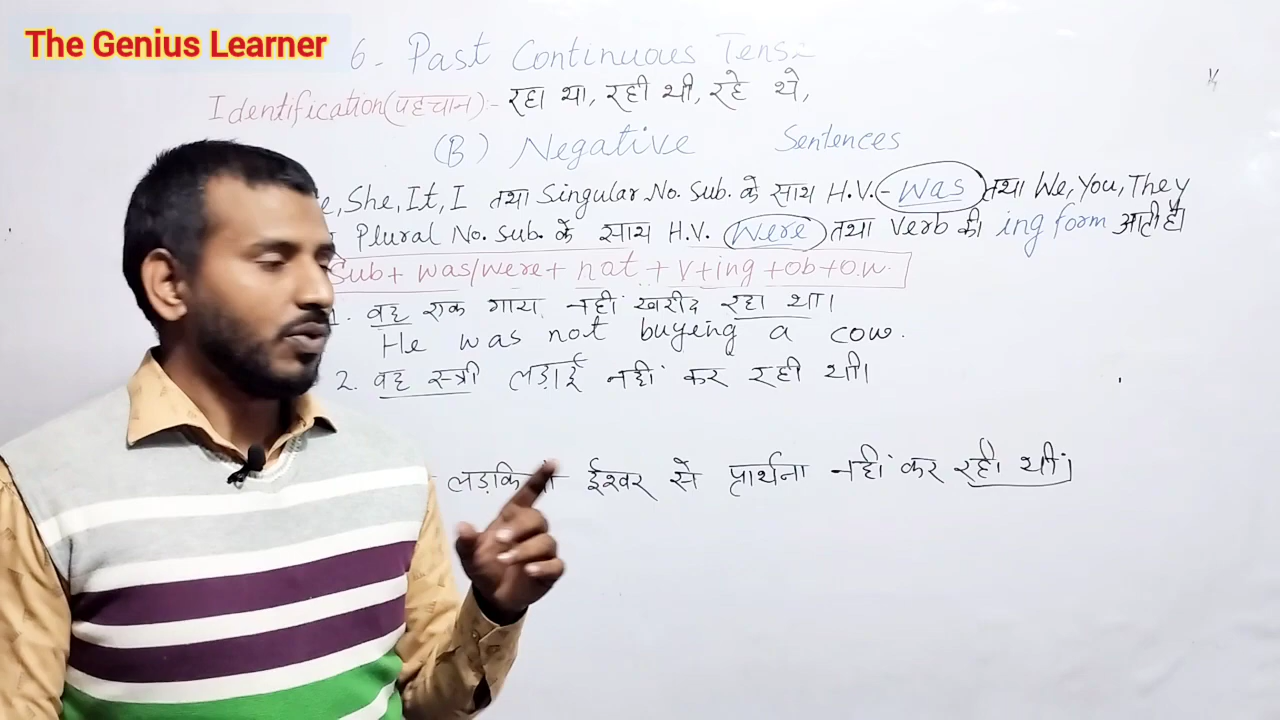 The Genius Learner
6- Past Continuous Tense
Identification(पहचान):- रहा था, रही थी, रहे थे,
(B) Negative Sentences
She, It, I तथा Singular No. Sub. के साथ H.V.- was तथा We, You, They
Plural No. Sub. के साथ H.V. were तथा Verb की ing form आती है।
Sub+ was/were+ not + v+ing +ob+o.w.
1. वह एक गाय नहीं खरीद रहा था।
He was not buyeng a cow.
2. वह स्त्री लड़ाई नहीं कर रही थी।
लड़कियाँ ईश्वर से प्रार्थना नहीं कर रही थीं।